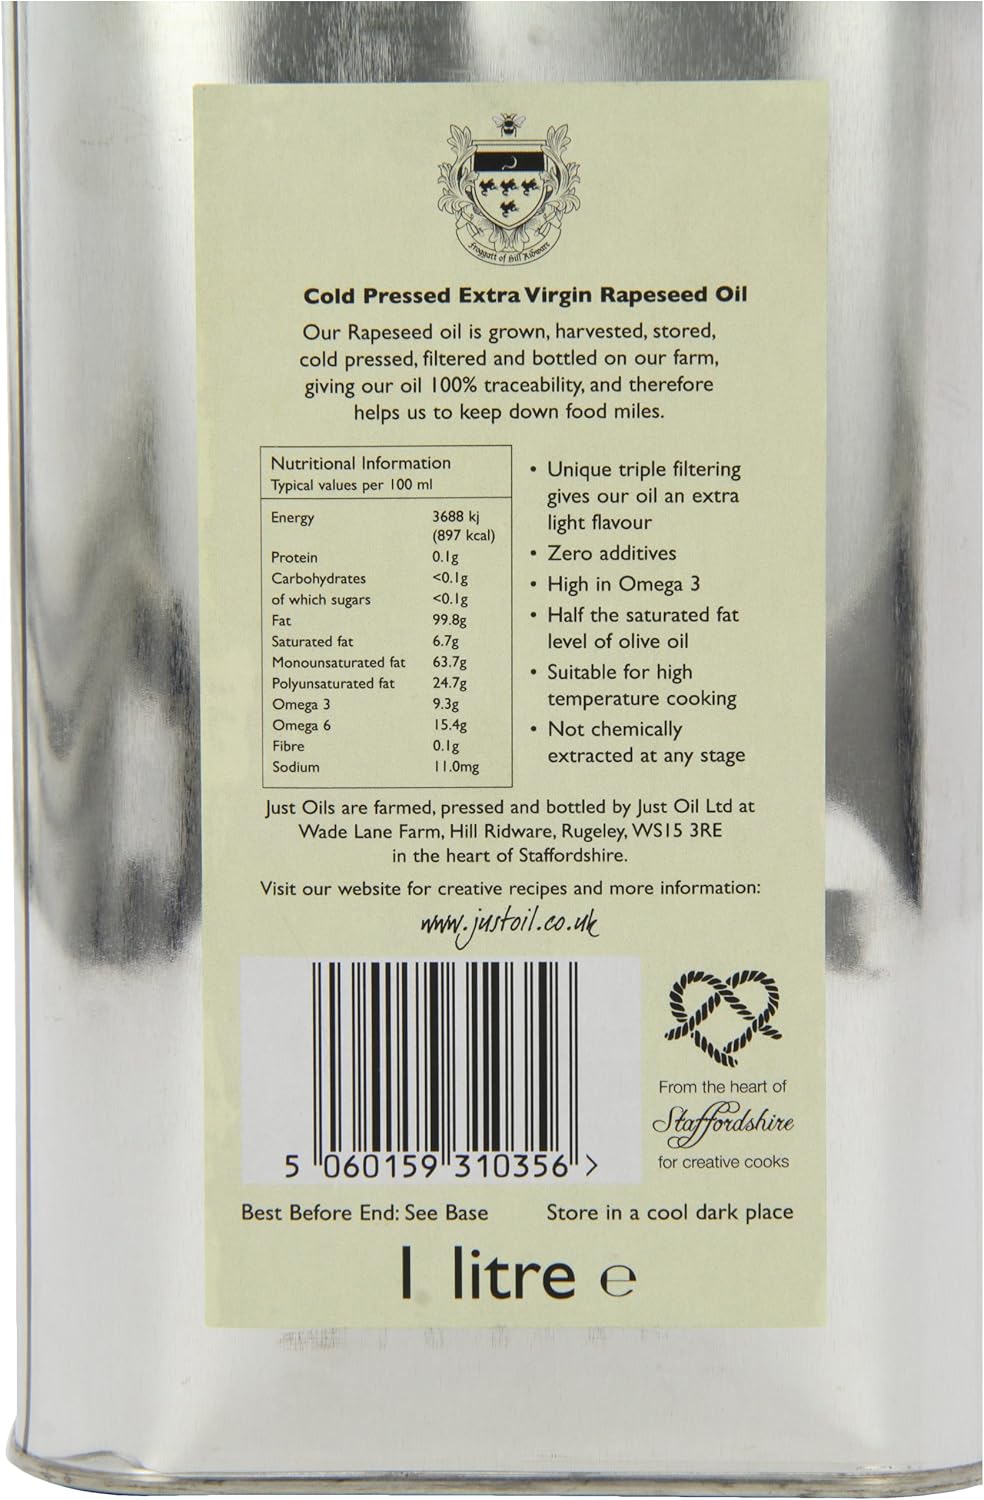 Froggatt of Hill Ridware
Cold Pressed Extra Virgin Rapeseed Oil
Our Rapeseed oil is grown, harvested, stored,
cold pressed, filtered and bottled on our farm,
giving our oil 100% traceability, and therefore
helps us to keep down food miles.
Nutritional Information
Typical values per 100 ml
Energy 3688 kj
(897 kcal)
Protein 0.1g
Carbohydrates <0.1g
of which sugars <0.1g
Fat 99.8g
Saturated fat 6.7g
Monounsaturated fat 63.7g
Polyunsaturated fat 24.7g
Omega 3 9.3g
Omega 6 15.4g
Fibre 0.1g
Sodium 11.0mg
• Unique triple filtering
gives our oil an extra
light flavour
• Zero additives
• High in Omega 3
• Half the saturated fat
level of olive oil
• Suitable for high
temperature cooking
• Not chemically
extracted at any stage
Just Oils are farmed, pressed and bottled by Just Oil Ltd at
Wade Lane Farm, Hill Ridware, Rugeley, WS15 3RE
in the heart of Staffordshire.
Visit our website for creative recipes and more information:
www.justoil.co.uk
5 060159 310356 >
From the heart of
Staffordshire
for creative cooks
Best Before End: See Base Store in a cool dark place
1 litre ℮